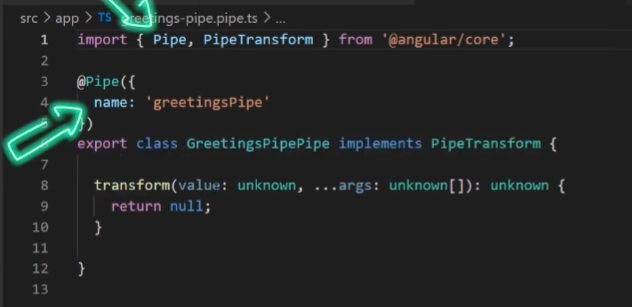 src > app > TS greetings-pipe.pipe.ts > ...
1 import { Pipe, PipeTransform } from '@angular/core';
2
3 @Pipe({
4 name: 'greetingsPipe'
})
export class GreetingsPipePipe implements PipeTransform {
7
8 transform(value: unknown, ...args: unknown[]): unknown {
9 return null;
10 }
11
12 }
13